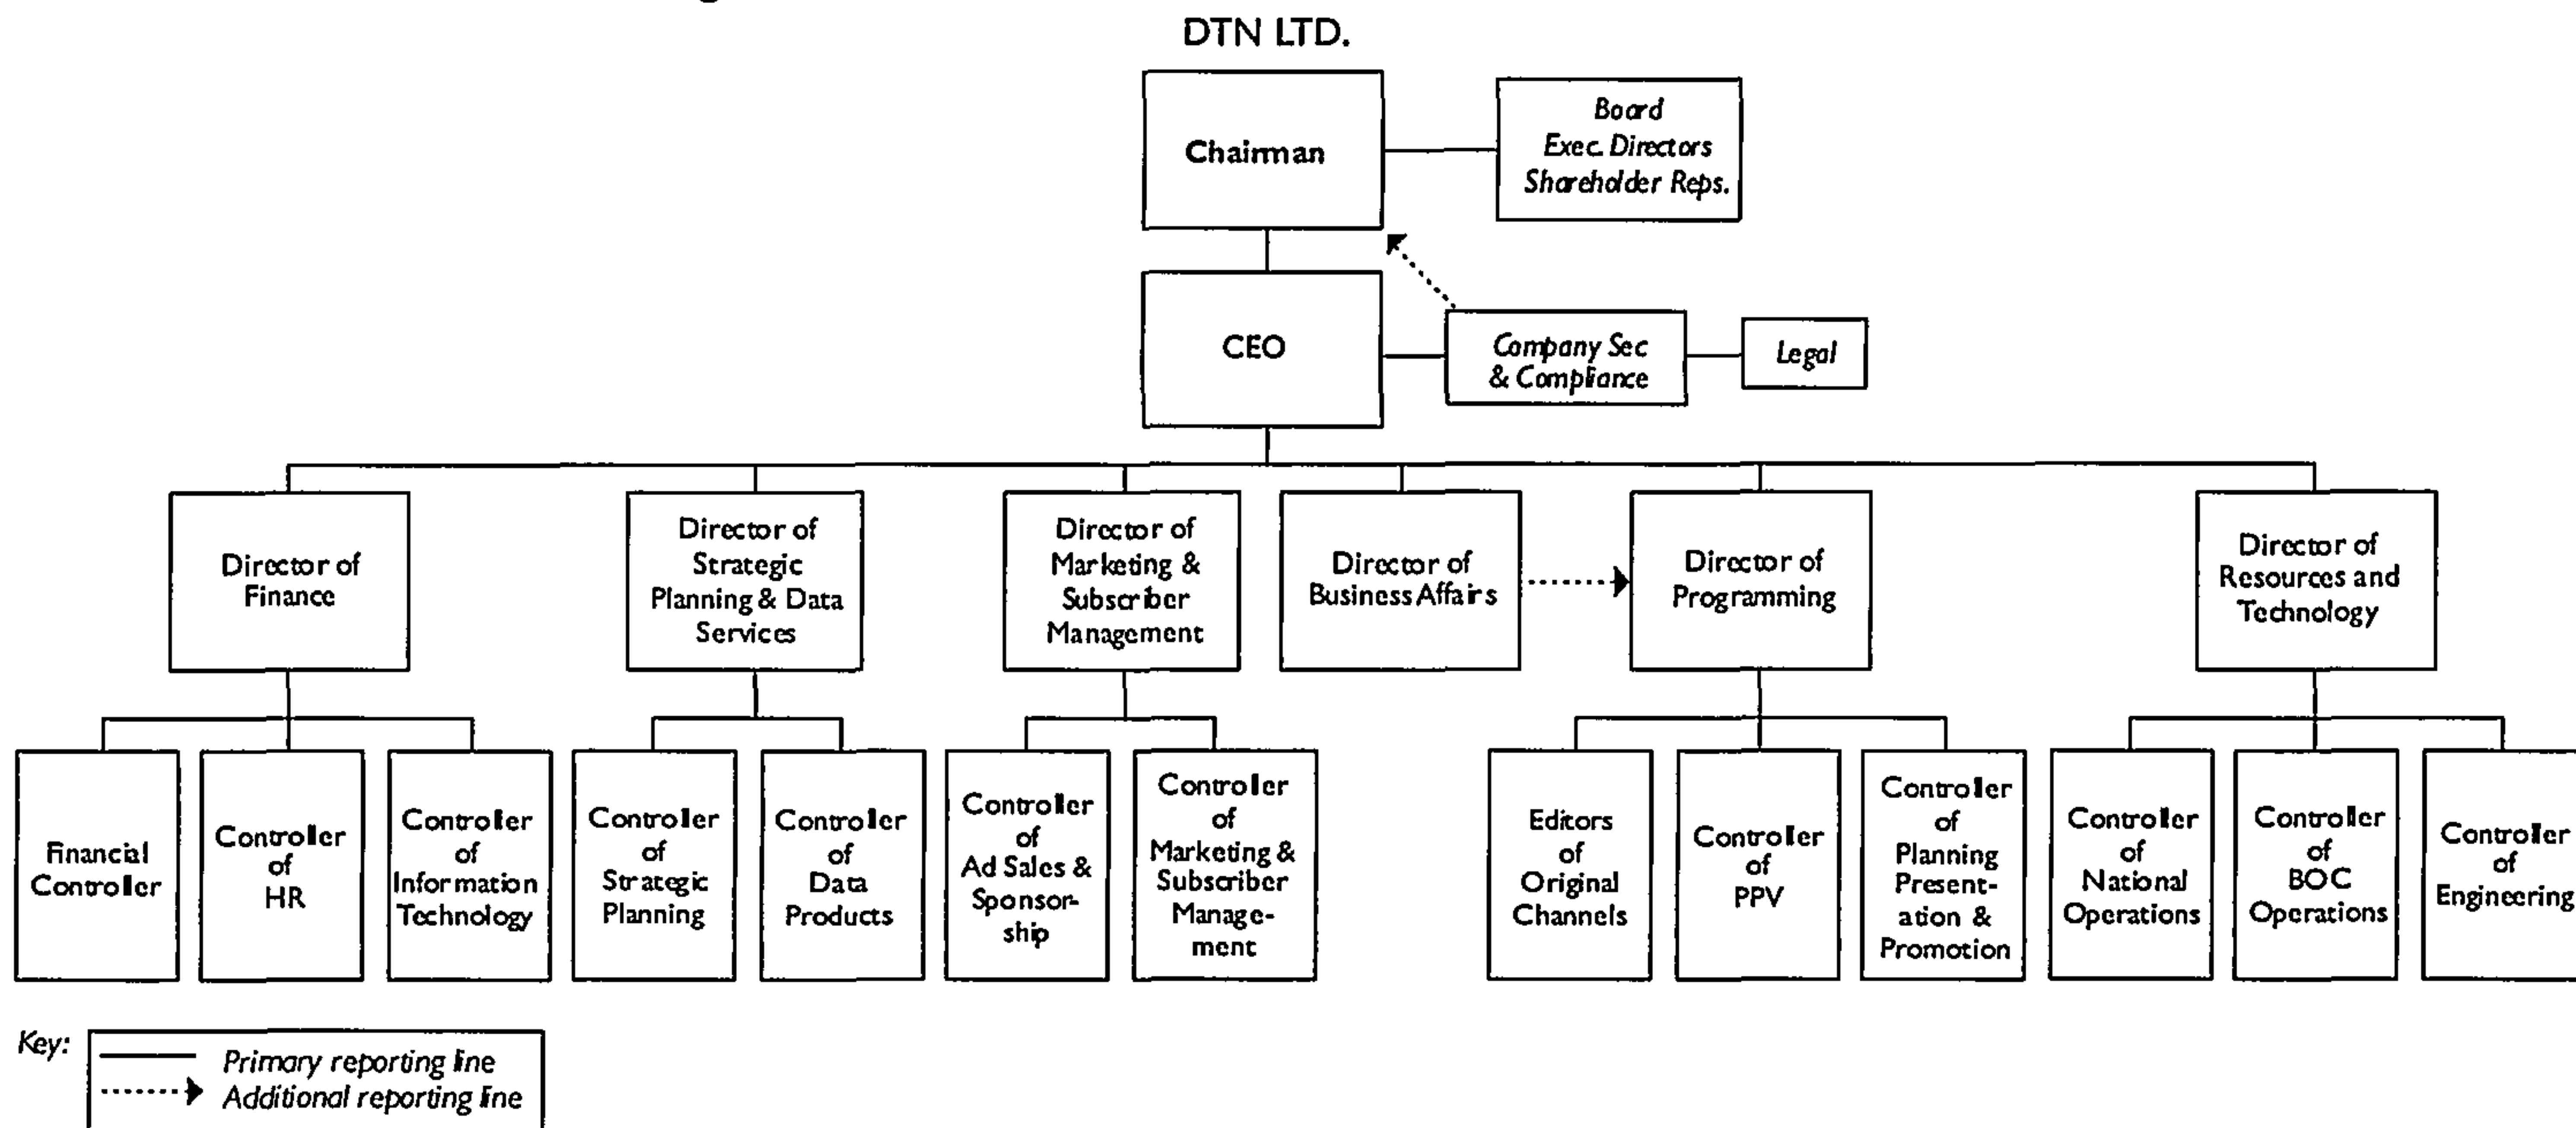 DTN LTD.
Chairman
Board
Exec. Directors
Shareholder Reps.
CEO
Company Sec
& Compliance
Legal
Director of
Finance
Director of
Strategic
Planning & Data
Services
Director of
Marketing &
Subscriber
Management
Director of
Business Affairs
Director of
Programming
Director of
Resources and
Technology
Financial
Controller
Controller
of
HR
Controller
of
Information
Technology
Controller
of
Strategic
Planning
Controller
of
Data
Products
Controller
of
Ad Sales &
Sponsor-
ship
Controller
of
Marketing &
Subscriber
Manage-
ment
Editors
of
Original
Channels
Controller
of
PPV
Controller
of
Planning
Present-
ation &
Promotion
Controller
of
National
Operations
Controller
of
BOC
Operations
Controller
of
Engineering
Key:
Primary reporting line
Additional reporting line